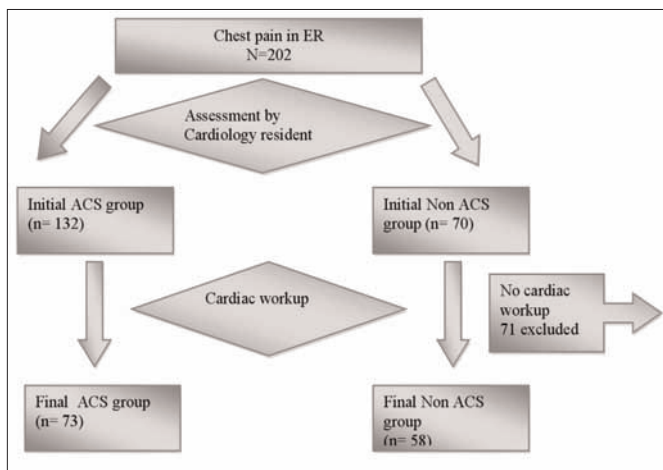 Chest pain in ER
N=202
Assessment by
Cardiology resident
Initial ACS group
(n= 132)
Initial Non ACS
group (n= 70)
Cardiac workup
No cardiac
workup
71 excluded
Final  ACS group
(n= 73)
Final Non ACS
group
(n= 58)